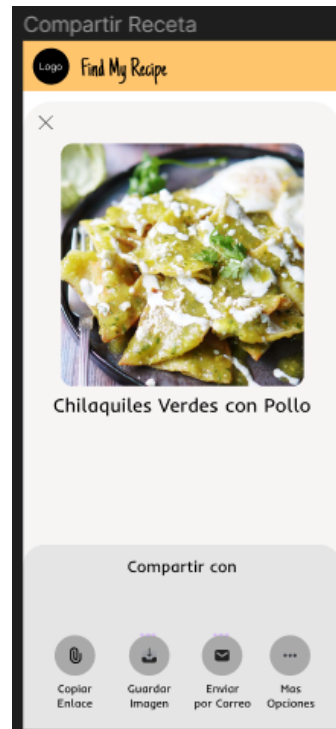 Compartir Receta
Logo
Find My Recipe
Chilaquiles Verdes con Pollo
Compartir con
Copiar
Enlace
Guardar
Imagen
Enviar
por Correo
Mas
Opciones